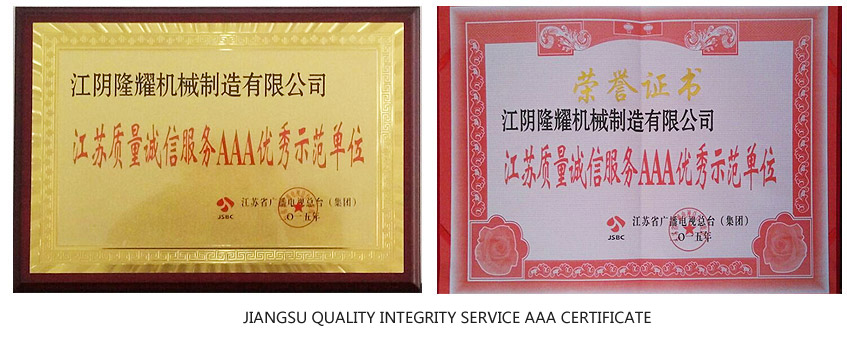 江阴隆耀机械制造有限公司
江苏质量诚信服务AAA优秀示范单位
JSBC
江苏省广播电视总台（集团）
二〇一五年
荣誉证书
江阴隆耀机械制造有限公司
江苏质量诚信服务AAA优秀示范单位
JSBC
江苏省广播电视总台（集团）
二〇一五年
JIANGSU QUALITY INTEGRITY SERVICE AAA CERTIFICATE